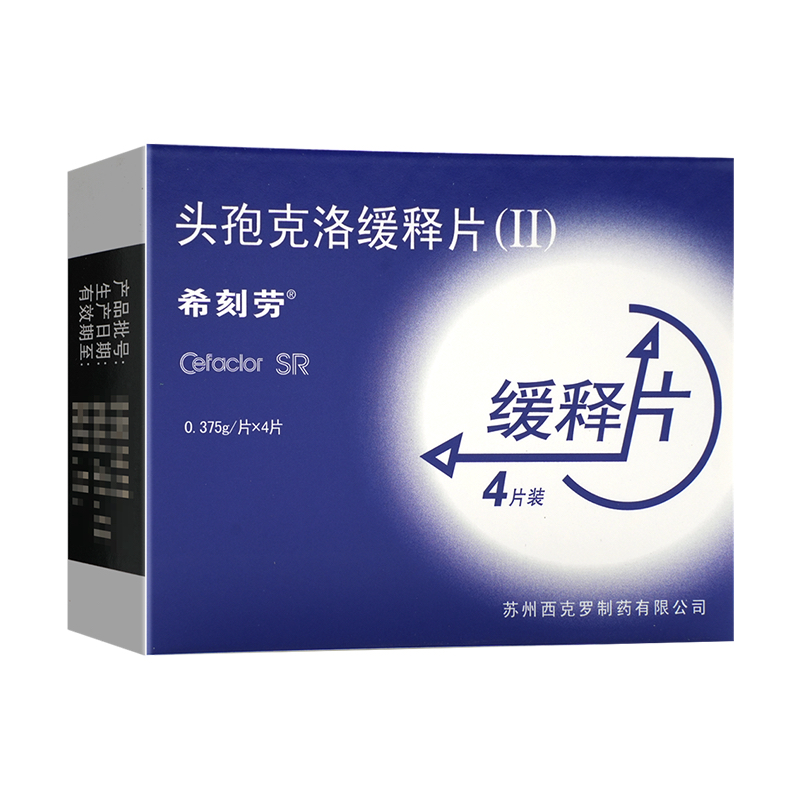 头孢克洛缓释片(II)
希刻劳®
Cefaclor SR
0.375g/片×4片
缓释片
4片装
苏州西克罗制药有限公司
产品批号:
生产日期:
有效期至: